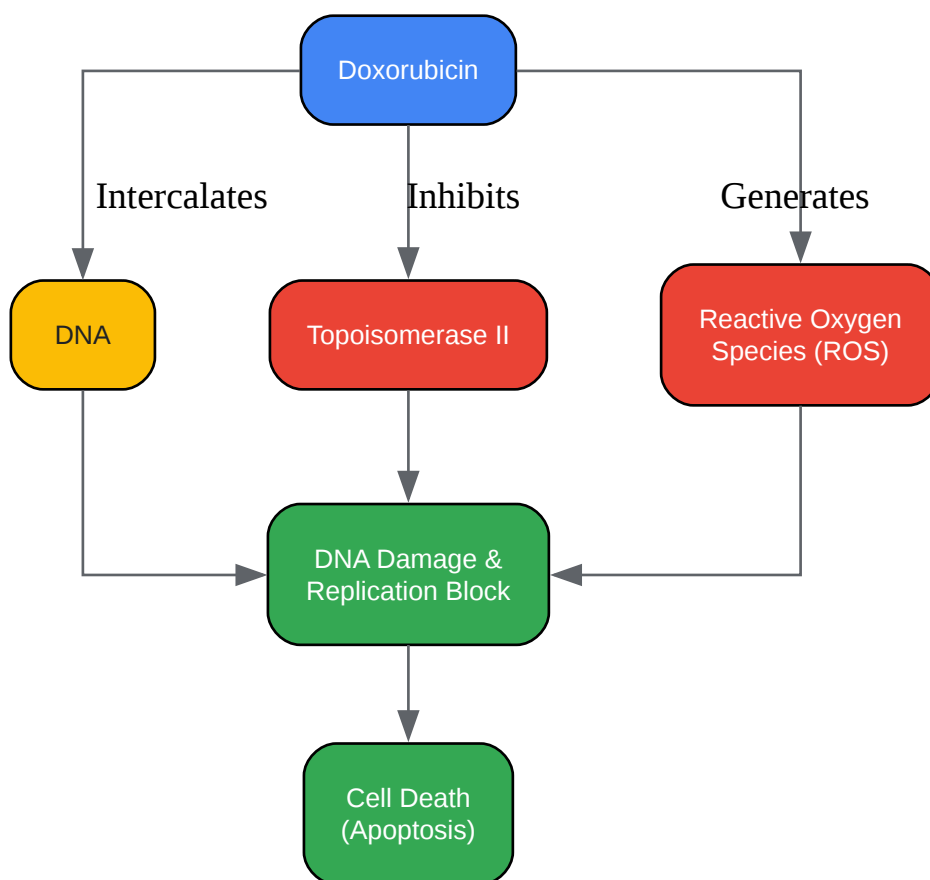 Doxorubicin
Intercalates
Inhibits
Generates
DNA
Topoisomerase II
Reactive Oxygen
Species (ROS)
DNA Damage &
Replication Block
Cell Death
(Apoptosis)